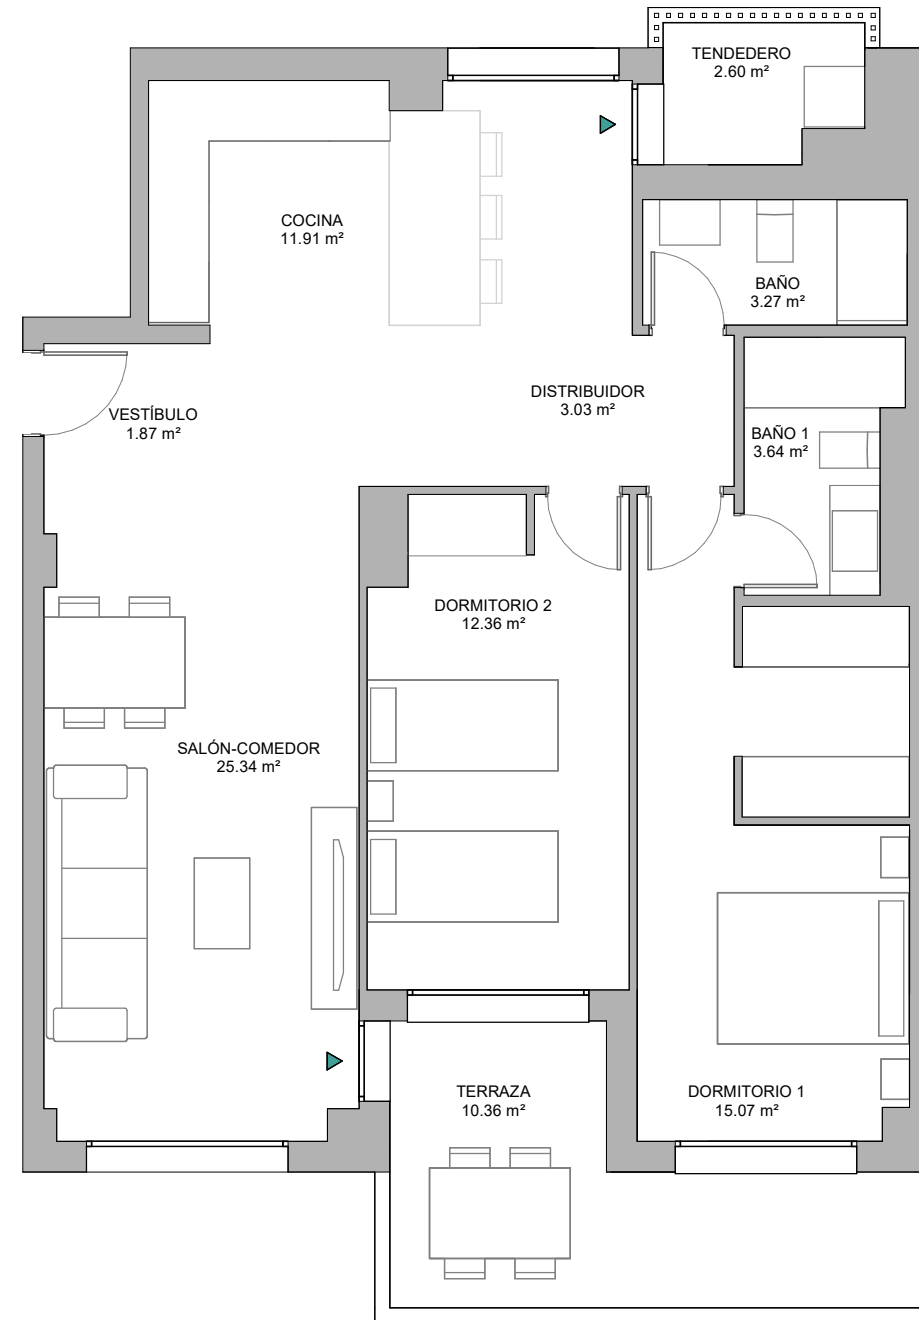 TENDEDERO
2.60 m²
COCINA
11.91 m²
BAÑO
3.27 m²
DISTRIBUIDOR
3.03 m²
VESTÍBULO
1.87 m²
BAÑO 1
3.64 m²
DORMITORIO 2
12.36 m²
SALÓN-COMEDOR
25.34 m²
TERRAZA
10.36 m²
DORMITORIO 1
15.07 m²